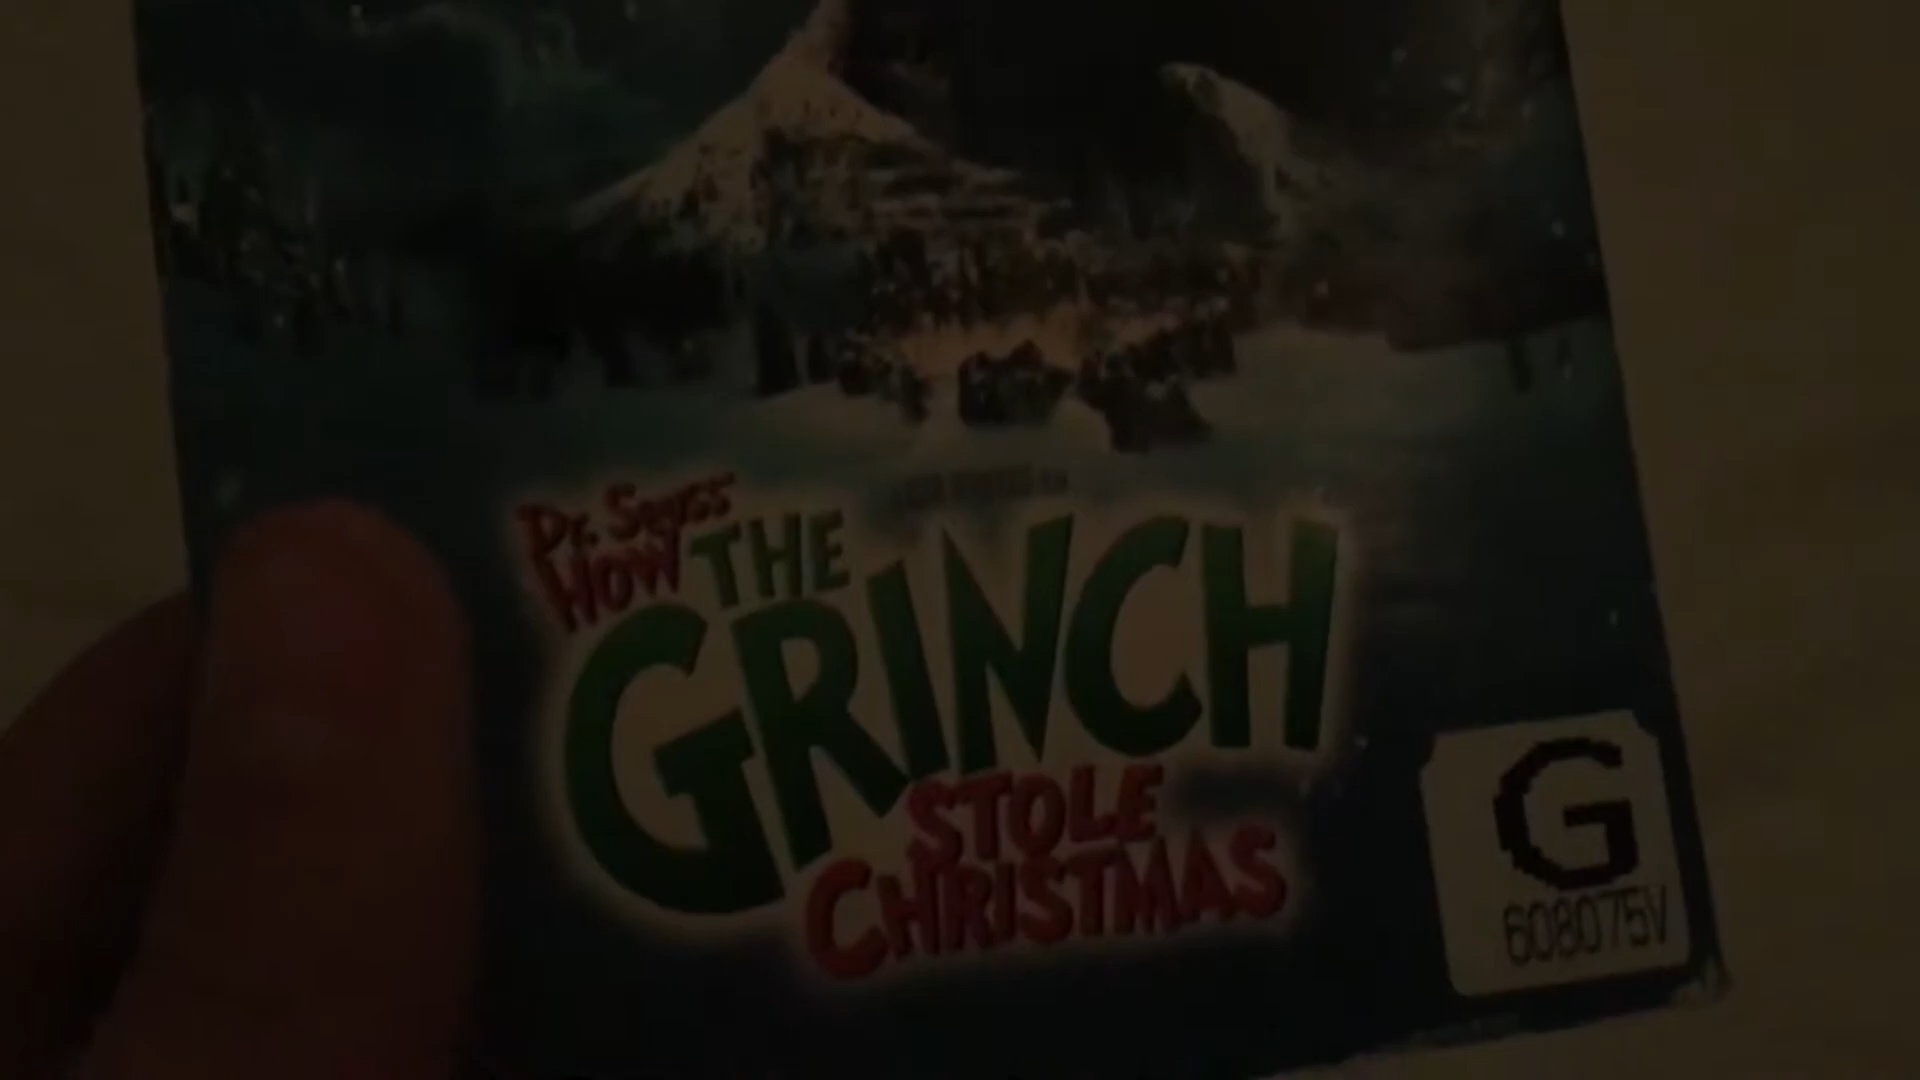 Dr. Seuss'
HOW THE
GRINCH
STOLE
CHRISTMAS
G
608075V